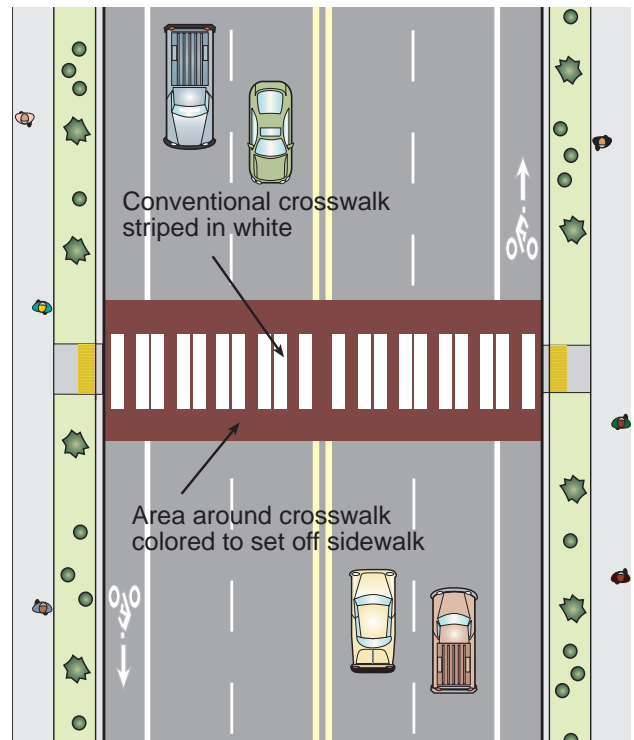 Conventional crosswalk
striped in white
Area around crosswalk
colored to set off sidewalk